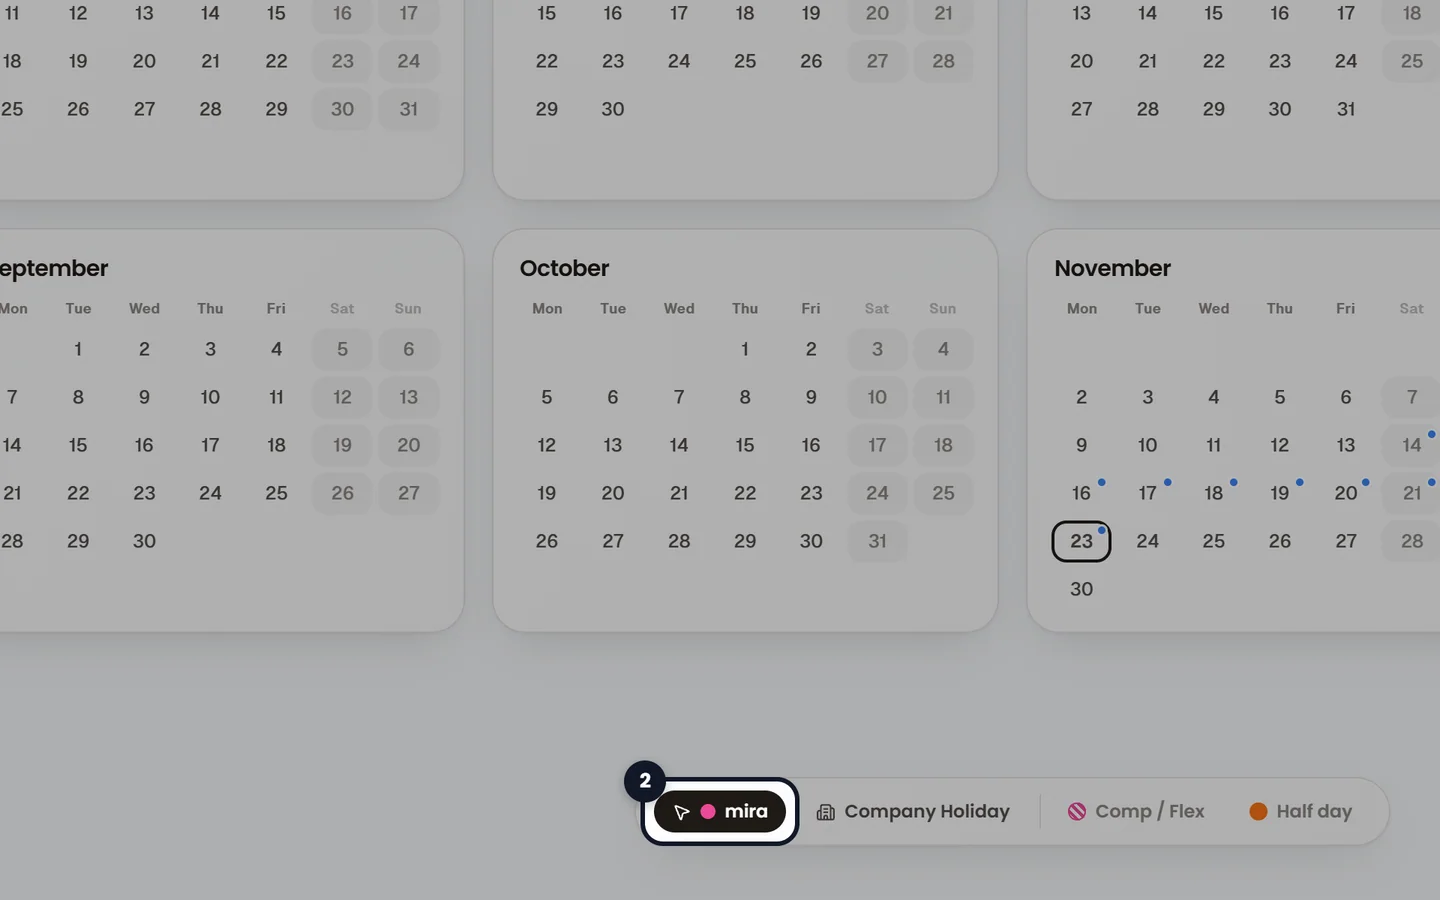 11 12 13 14 15 16 17
18 19 20 21 22 23 24
25 26 27 28 29 30 31
15 16 17 18 19 20 21
22 23 24 25 26 27 28
29 30
13 14 15 16 17 18
20 21 22 23 24 25
27 28 29 30 31
eptember
Mon Tue Wed Thu Fri Sat Sun
1 2 3 4 5 6
7 8 9 10 11 12 13
14 15 16 17 18 19 20
21 22 23 24 25 26 27
28 29 30
October
Mon Tue Wed Thu Fri Sat Sun
1 2 3 4
5 6 7 8 9 10 11
12 13 14 15 16 17 18
19 20 21 22 23 24 25
26 27 28 29 30 31
November
Mon Tue Wed Thu Fri Sat
2 3 4 5 6 7
9 10 11 12 13 14
16 17 18 19 20 21
23 24 25 26 27 28
30
2
mira Company Holiday Comp / Flex Half day